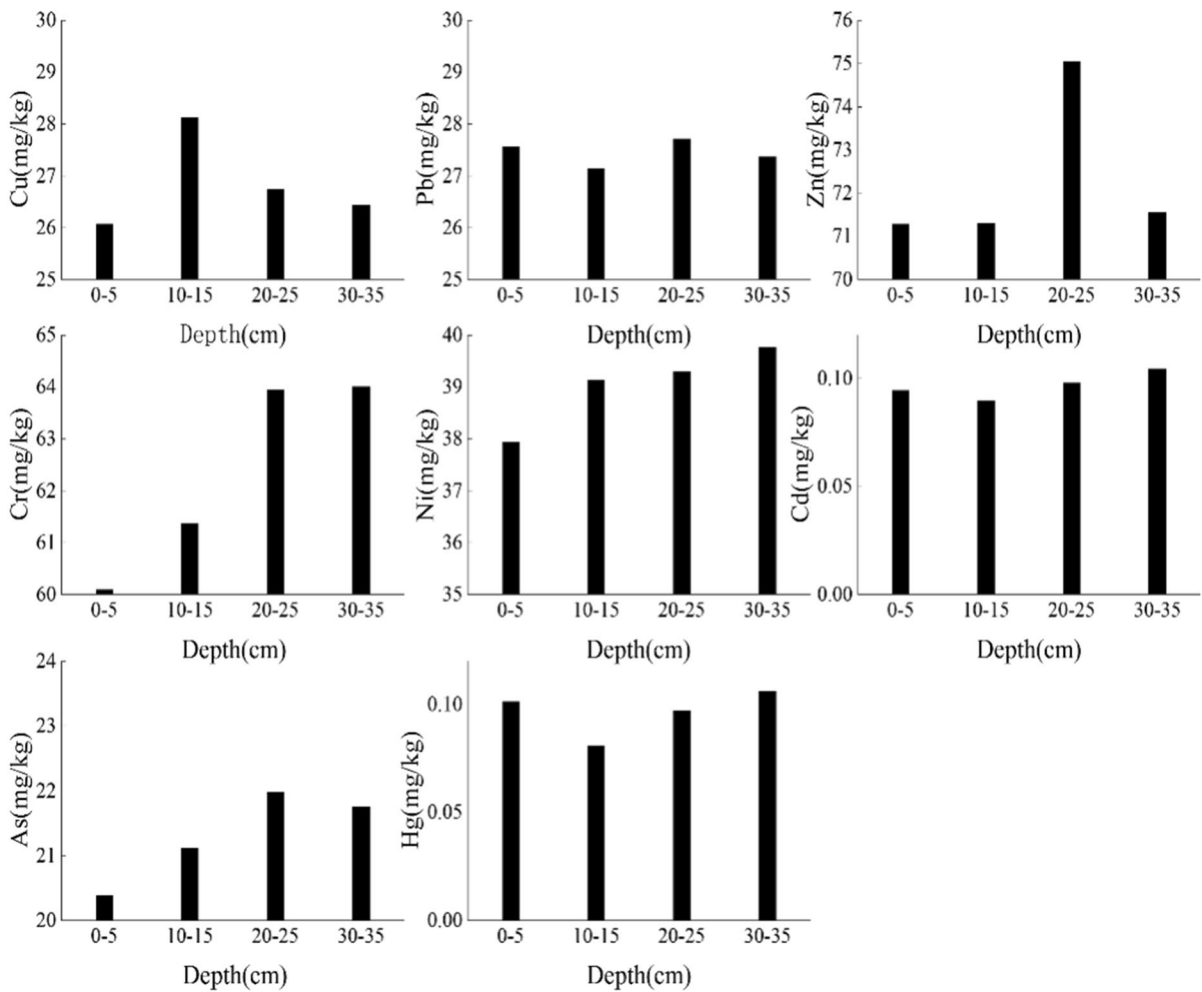 30
29
28
27
26
25
Cu(mg/kg)
0-5 10-15 20-25 30-35
Depth(cm)
30
29
28
27
26
25
Pb(mg/kg)
0-5 10-15 20-25 30-35
Depth(cm)
76
75
74
73
72
71
70
Zn(mg/kg)
0-5 10-15 20-25 30-35
Depth(cm)
65
64
63
62
61
60
Cr(mg/kg)
0-5 10-15 20-25 30-35
Depth(cm)
40
39
38
37
36
35
Ni(mg/kg)
0-5 10-15 20-25 30-35
Depth(cm)
0.10
0.05
0.00
Cd(mg/kg)
0-5 10-15 20-25 30-35
Depth(cm)
24
23
22
21
20
As(mg/kg)
0-5 10-15 20-25 30-35
Depth(cm)
0.10
0.05
0.00
Hg(mg/kg)
0-5 10-15 20-25 30-35
Depth(cm)